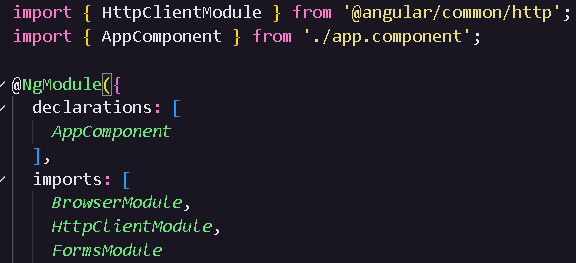 import { HttpClientModule } from '@angular/common/http';
import { AppComponent } from './app.component';
@NgModule({
declarations: [
AppComponent
],
imports: [
BrowserModule,
HttpClientModule,
FormsModule